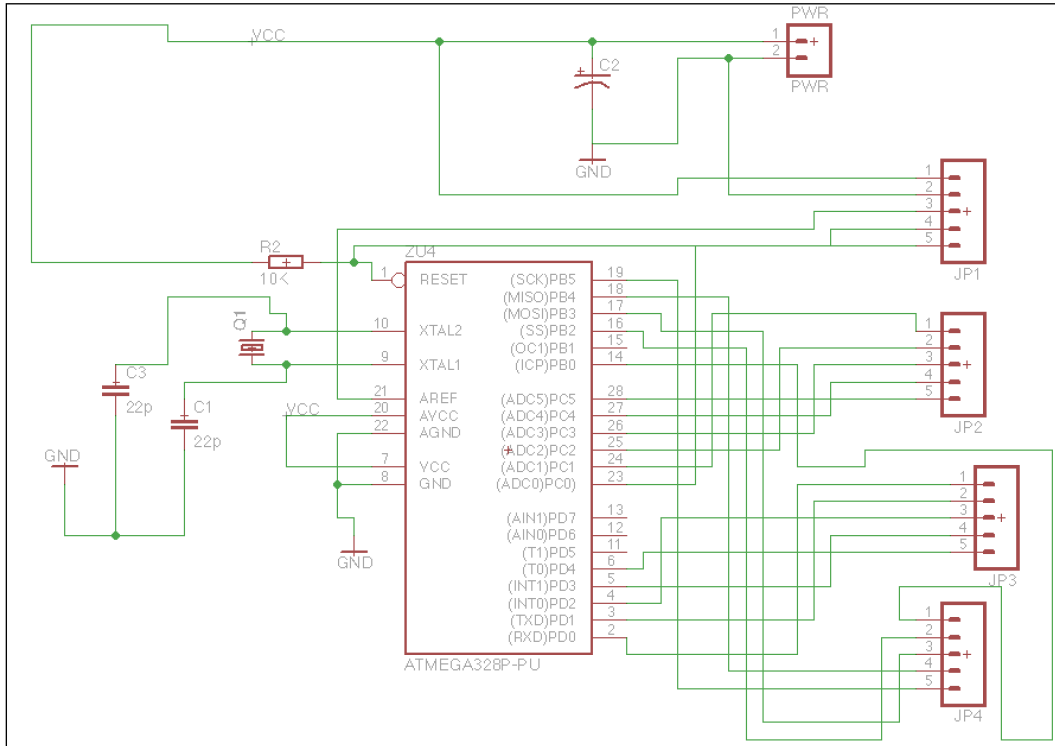 PWR
VCC
1
2
C2
PWR
GND
1
2
3
4
5
JP1
R2
10K
ZU4
1 RESET
(SCK)PB5 19
(MISO)PB4 18
(MOSI)PB3 17
10 XTAL2
(SS)PB2 16
(OC1)PB1 15
9 XTAL1
(ICP)PB0 14
Q1
C3
22p
C1
22p
21 AREF
(ADC5)PC5 28
VCC
20 AVCC
(ADC4)PC4 27
22 AGND
(ADC3)PC3 26
(ADC2)PC2 25
7 VCC
(ADC1)PC1 24
8 GND
(ADC0)PC0) 23
1
2
3
4
5
JP2
GND
GND
(AIN1)PD7 13
(AIN0)PD6 12
(T1)PD5 11
(T0)PD4 6
(INT1)PD3 5
(INT0)PD2 4
(TXD)PD1 3
(RXD)PD0 2
ATMEGA328P-PU
1
2
3
4
5
JP3
1
2
3
4
5
JP4